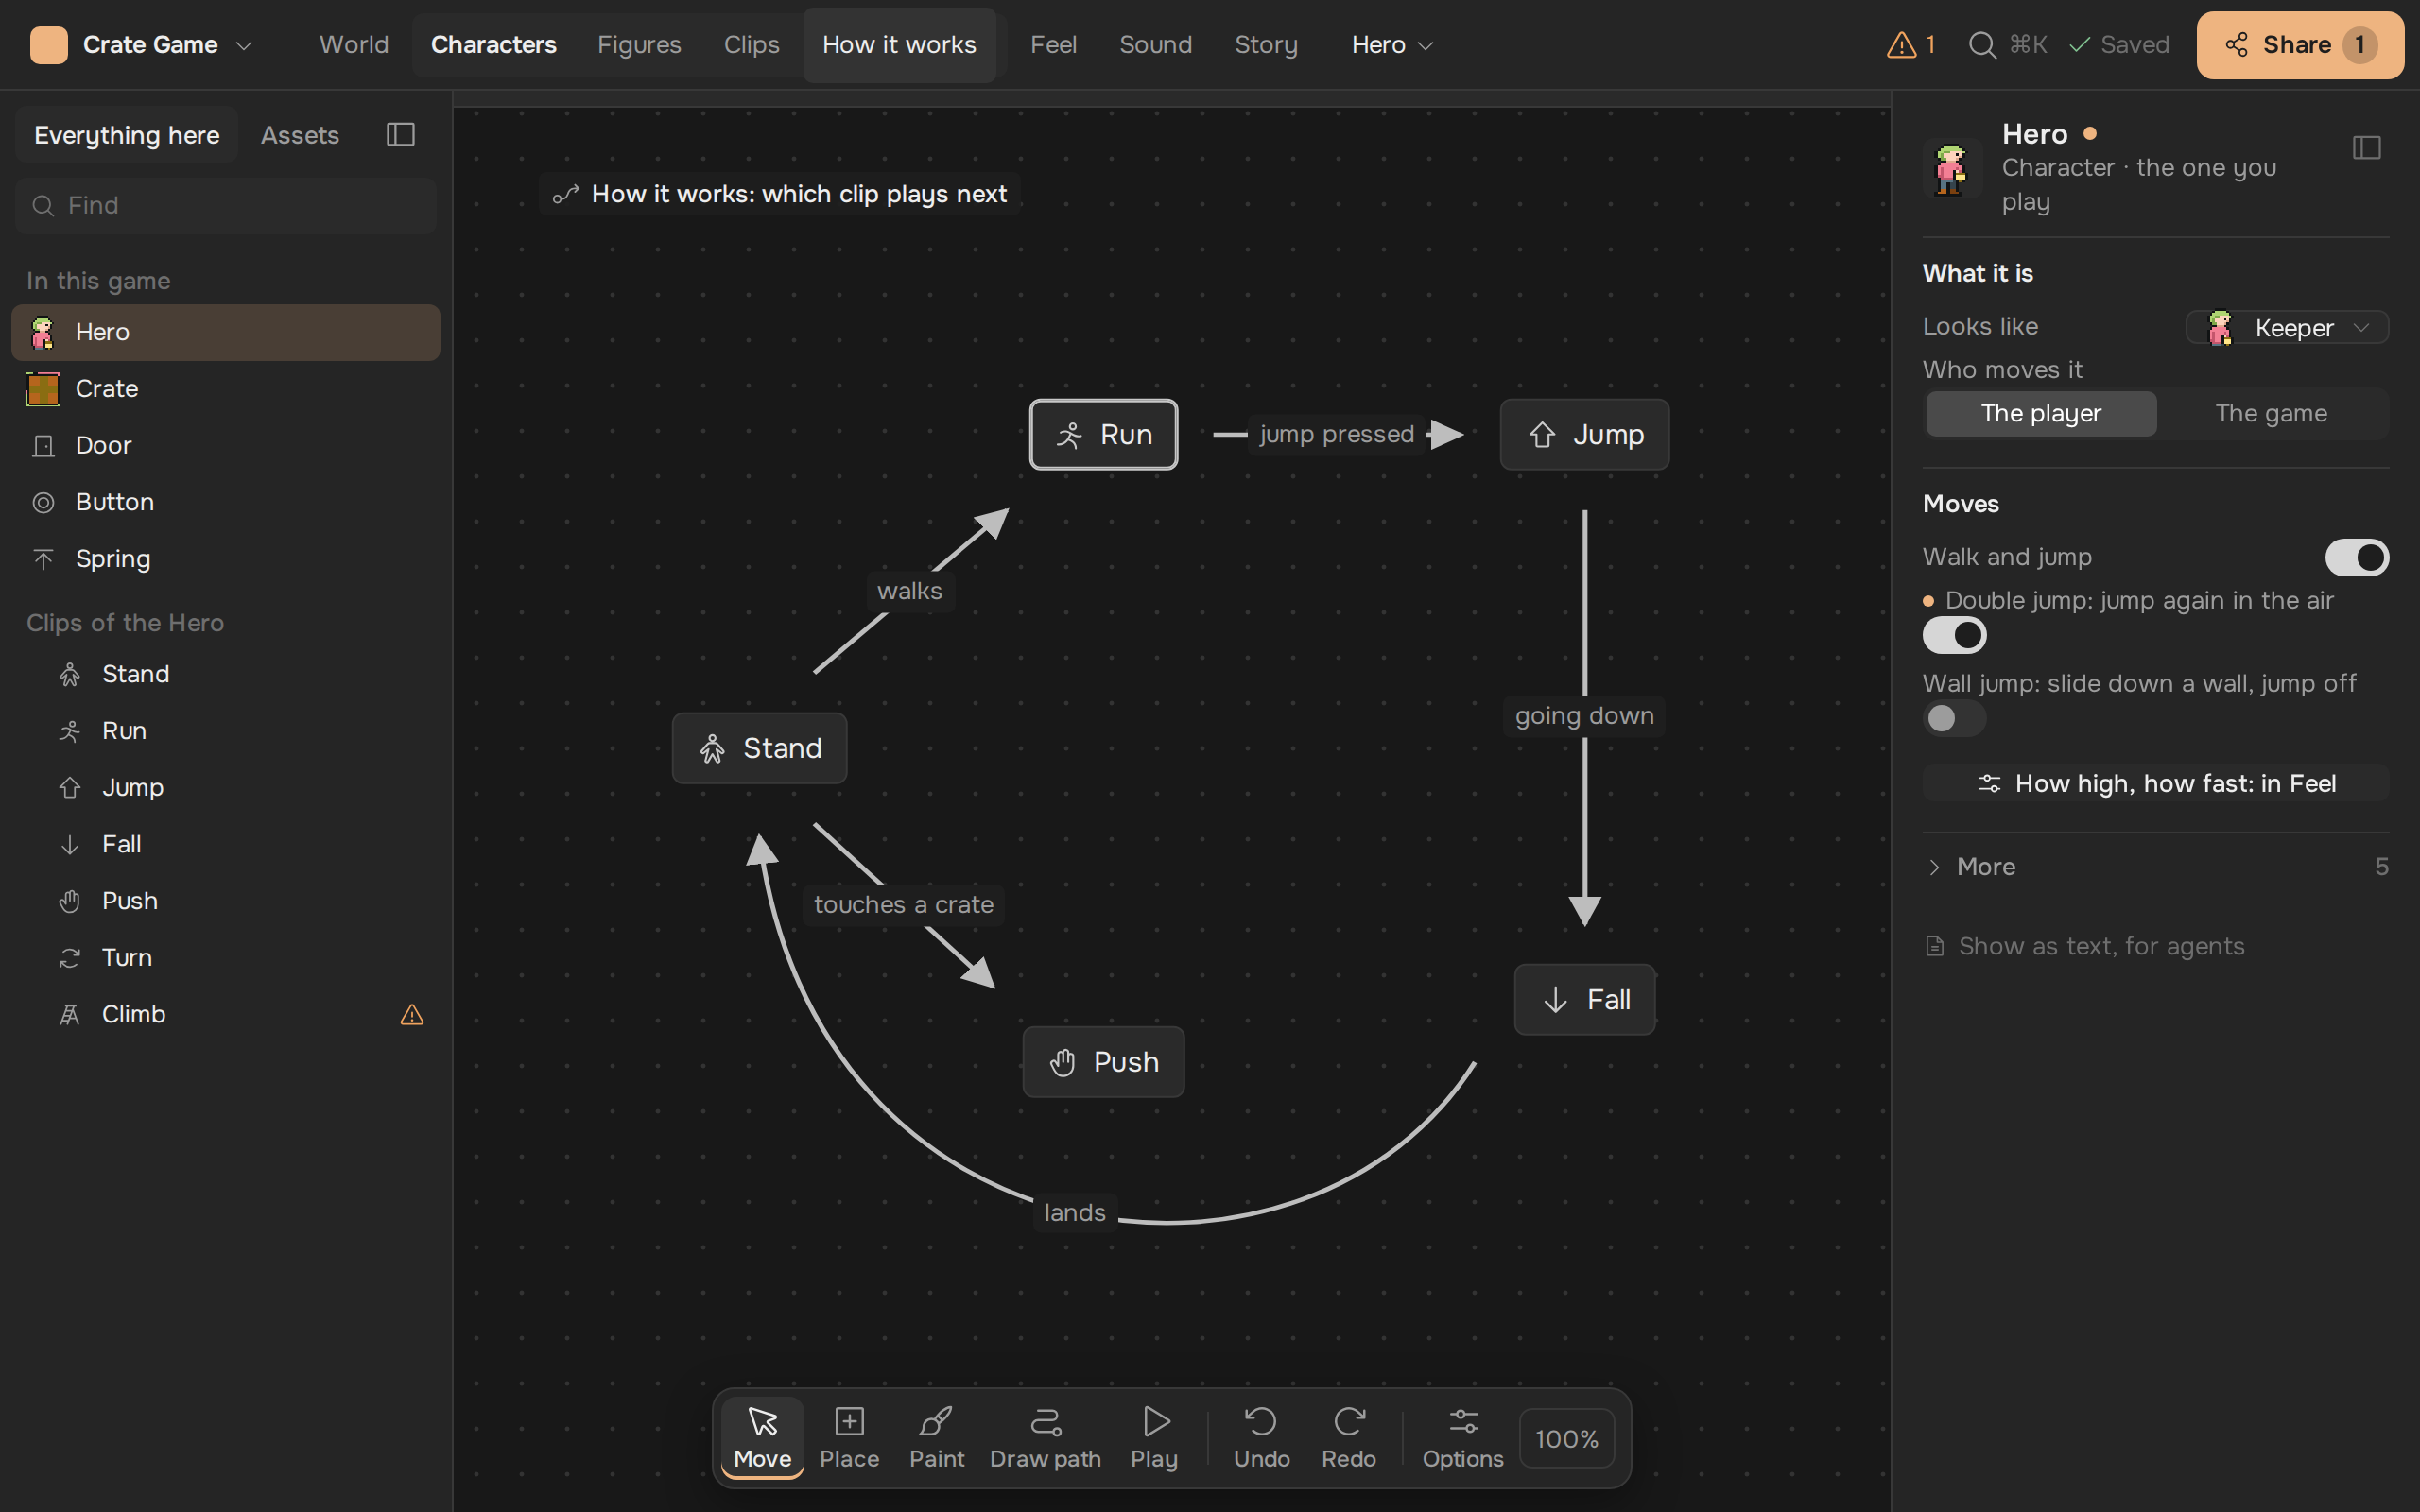 Crate Game
World
Characters
Figures
Clips
How it works
Feel
Sound
Story
Hero
1
⌘K
Saved
Share 1
Everything here
Assets
Find
In this game
Hero
Crate
Door
Button
Spring
Clips of the Hero
Stand
Run
Jump
Fall
Push
Turn
Climb
How it works: which clip plays next
Run
jump pressed
Jump
walks
going down
Stand
touches a crate
Fall
Push
lands
Move
Place
Paint
Draw path
Play
Undo
Redo
Options
100%
Hero
Character · the one you
play
What it is
Looks like
Keeper
Who moves it
The player
The game
Moves
Walk and jump
Double jump: jump again in the air
Wall jump: slide down a wall, jump off
How high, how fast: in Feel
More
5
Show as text, for agents